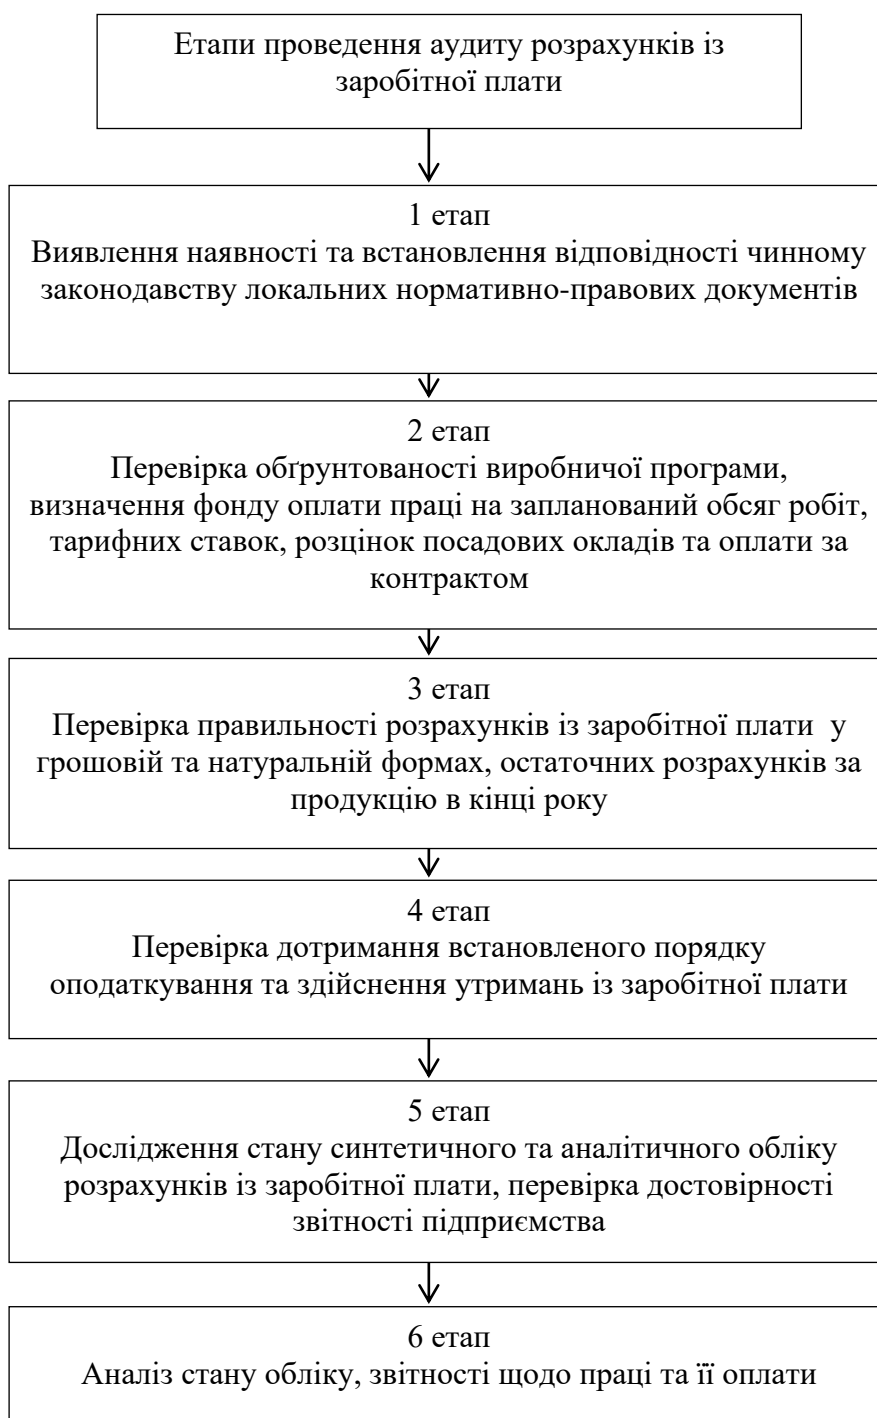 Етапи проведення аудиту розрахунків із
заробітної плати
1 етап
Виявлення наявності та встановлення відповідності чинному
законодавству локальних нормативно-правових документів
2 етап
Перевірка обґрунтованості виробничої програми,
визначення фонду оплати праці на запланований обсяг робіт,
тарифних ставок, розцінок посадових окладів та оплати за
контрактом
3 етап
Перевірка правильності розрахунків із заробітної плати у
грошовій та натуральній формах, остаточних розрахунків за
продукцію в кінці року
4 етап
Перевірка дотримання встановленого порядку
оподаткування та здійснення утримань із заробітної плати
5 етап
Дослідження стану синтетичного та аналітичного обліку
розрахунків із заробітної плати, перевірка достовірності
звітності підприємства
6 етап
Аналіз стану обліку, звітності щодо праці та її оплати